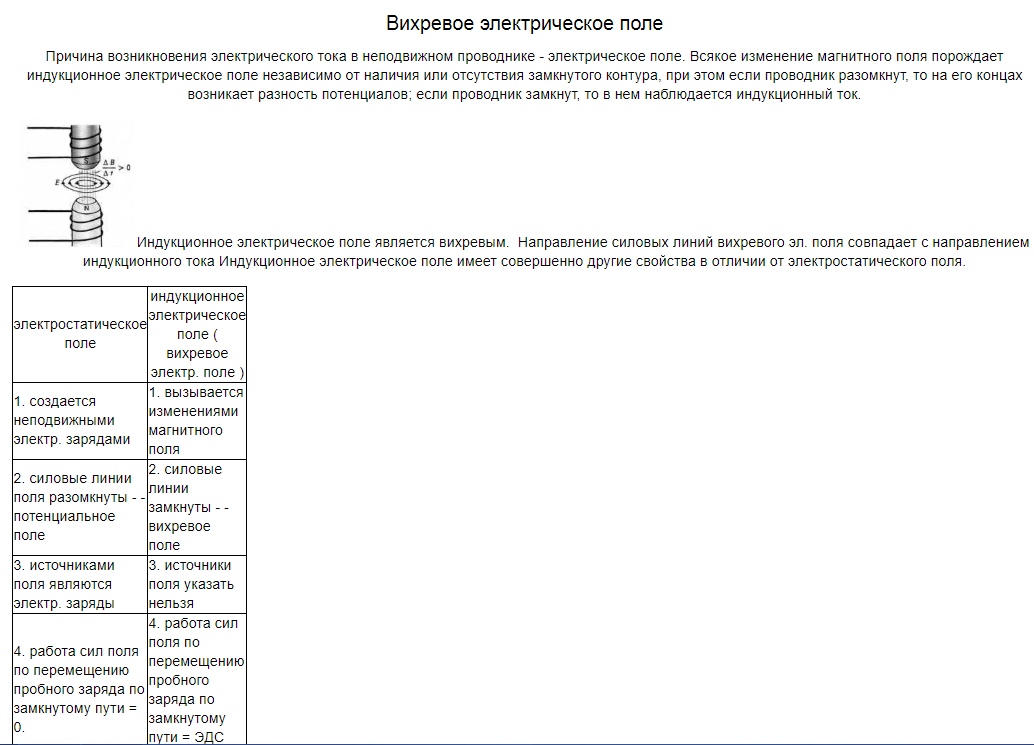 Вихревое электрическое поле
Причина возникновения электрического тока в неподвижном проводнике - электрическое поле. Всякое изменение магнитного поля порождает
индукционное электрическое поле независимо от наличия или отсутствия замкнутого контура, при этом если проводник разомкнут, то на его концах
возникает разность потенциалов; если проводник замкнут, то в нем наблюдается индукционный ток.
S
ΔB
Δt
> 0
E
N
Индукционное электрическое поле является вихревым.  Направление силовых линий вихревого эл. поля совпадает с направлением
индукционного тока Индукционное электрическое поле имеет совершенно другие свойства в отличии от электростатического поля.
электростатическое
поле
индукционное
электрическое
поле (
вихревое
электр. поле )
1. создается
неподвижными
электр. зарядами
1. вызывается
изменениями
магнитного
поля
2. силовые линии
поля разомкнуты - -
потенциальное
поле
2. силовые
линии
замкнуты - -
вихревое
поле
3. источниками
поля являются
электр. заряды
3. источники
поля указать
нельзя
4. работа сил поля
по перемещению
пробного заряда по
замкнутому пути =
0.
4. работа сил
поля по
перемещению
пробного
заряда по
замкнутому
пути = ЭДС